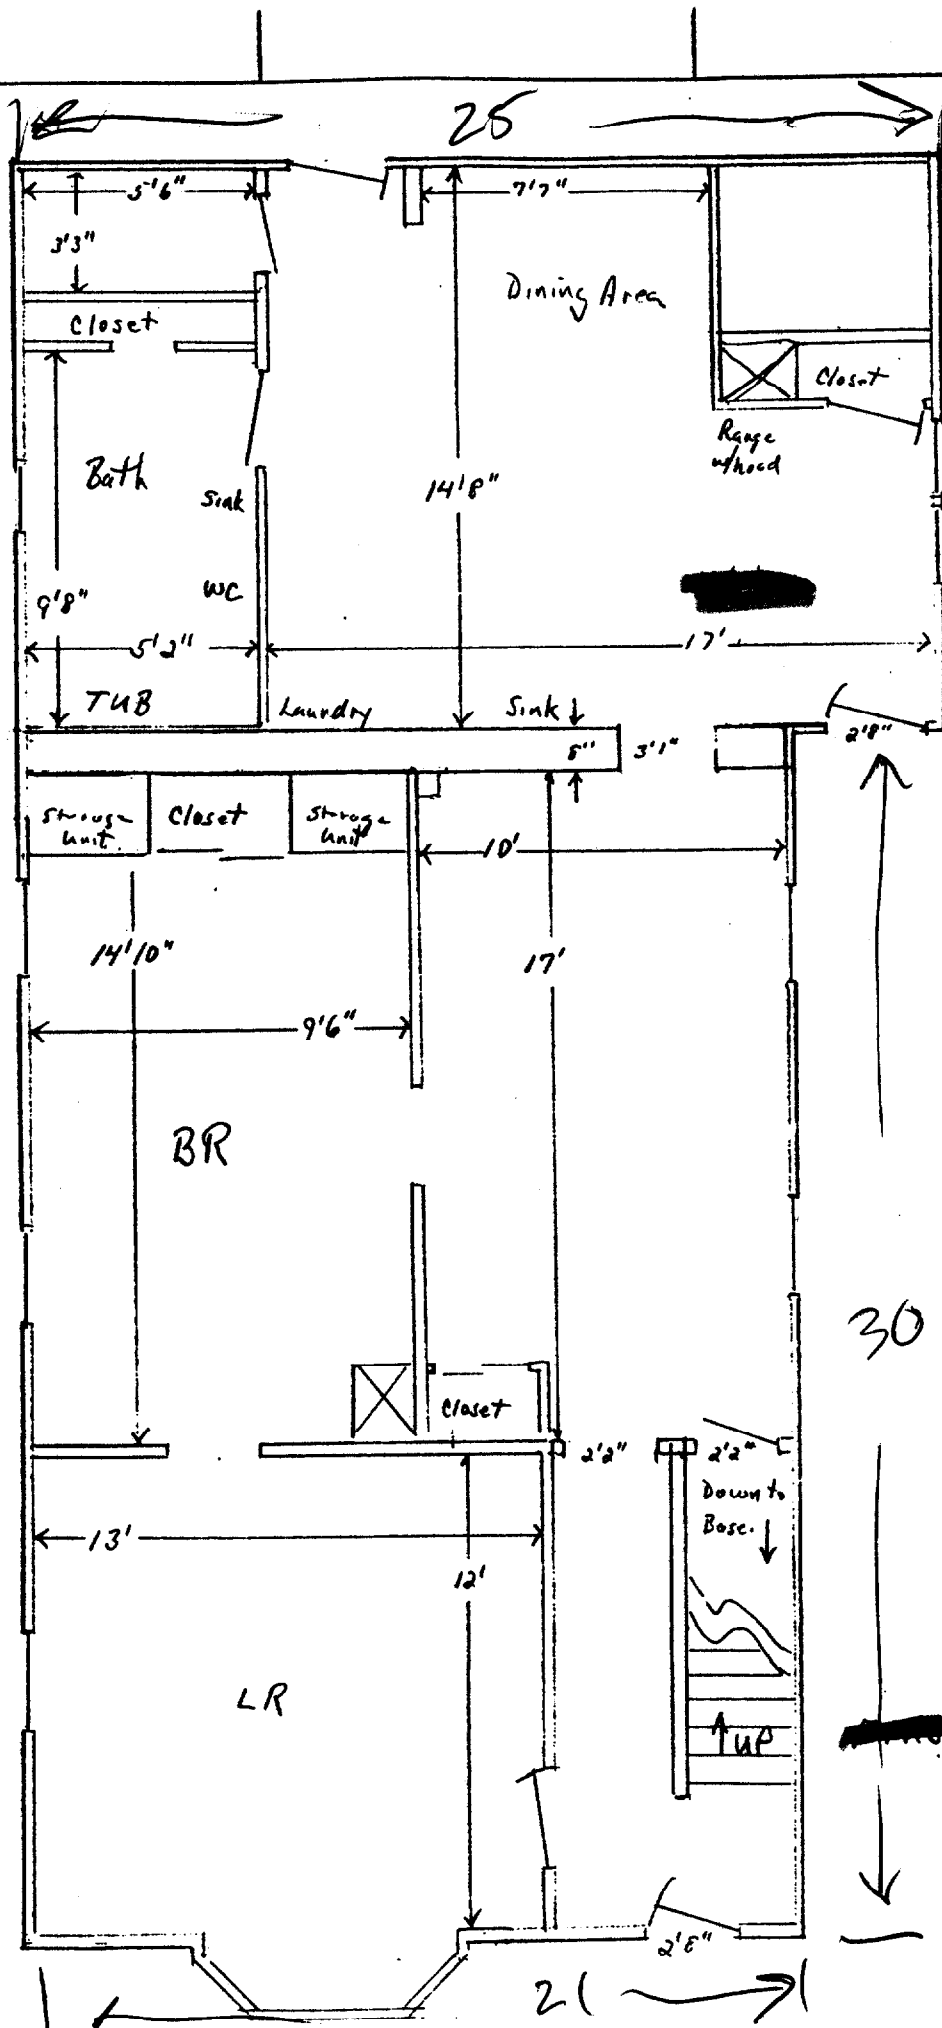 25
5'6"
7'7"
3'3"
Dining Area
Closet
Closet
Range
w/hood
Bath
Sink
14'8"
WC
9'8"
5'2"
17'
TUB
Laundry
Sink
8"
3'1"
2'8"
Storage
Unit
Closet
Storage
Unit
10'
14'10"
17'
9'6"
BR
30
Closet
2'2"
2'2"
Down to
Base.
13'
12'
LR
UP
2'8"
21